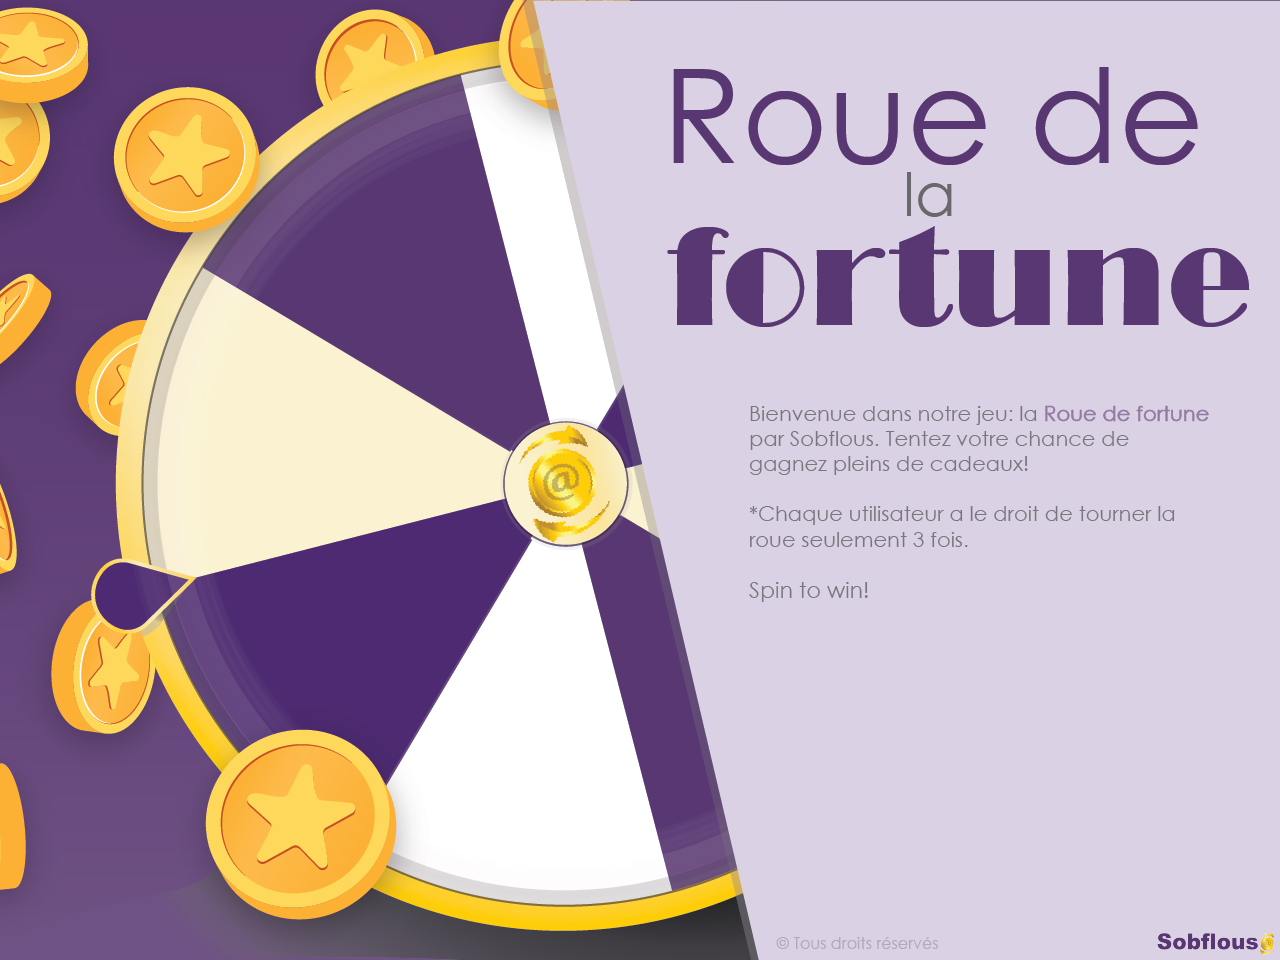 Roue de
la
fortune
Bienvenue dans notre jeu: la Roue de fortune
par Sobflous. Tentez votre chance de
gagnez pleins de cadeaux!
*Chaque utilisateur a le droit de tourner la
roue seulement 3 fois.
Spin to win!
@
© Tous droits réservés
Sobflous@